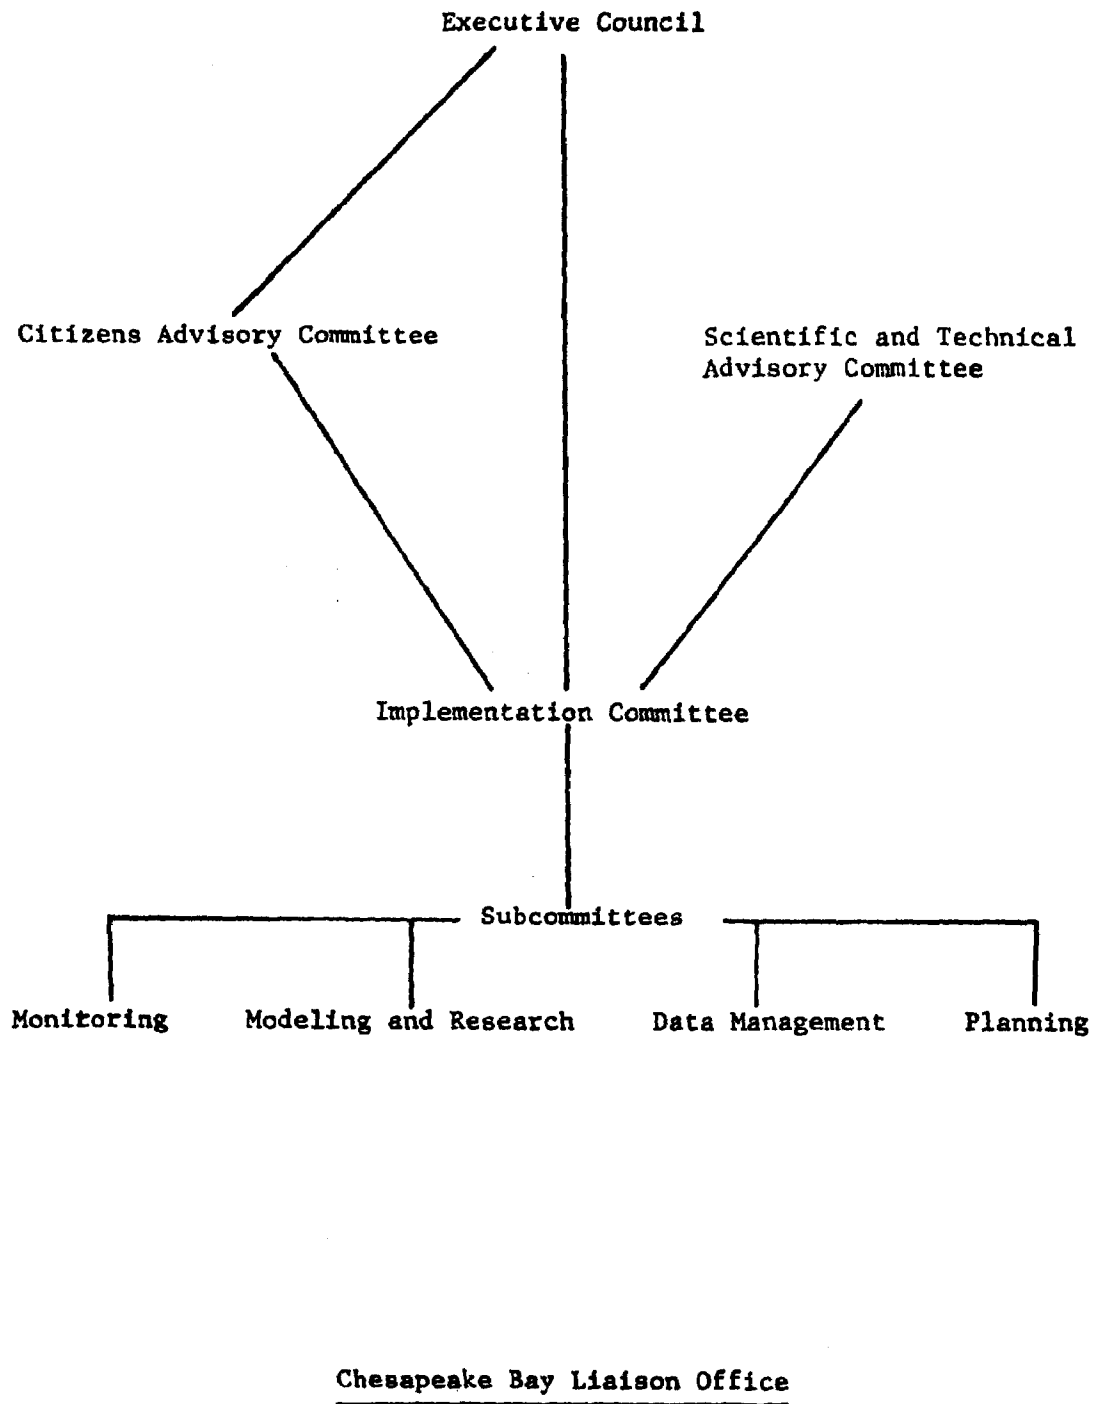 Executive Council
Citizens Advisory Committee
Scientific and Technical
Advisory Committee
Implementation Committee
Subcommittees
Monitoring
Modeling and Research
Data Management
Planning
Chesapeake Bay Liaison Office